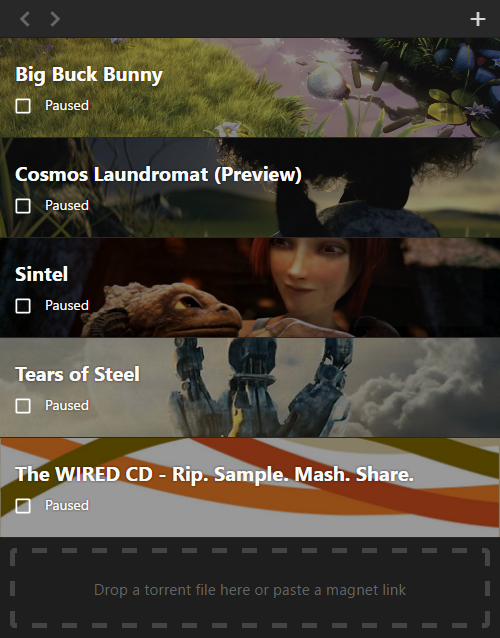 Big Buck Bunny
Paused
Cosmos Laundromat (Preview)
Paused
Sintel
Paused
Tears of Steel
Paused
The WIRED CD - Rip. Sample. Mash. Share.
Paused
Drop a torrent file here or paste a magnet link